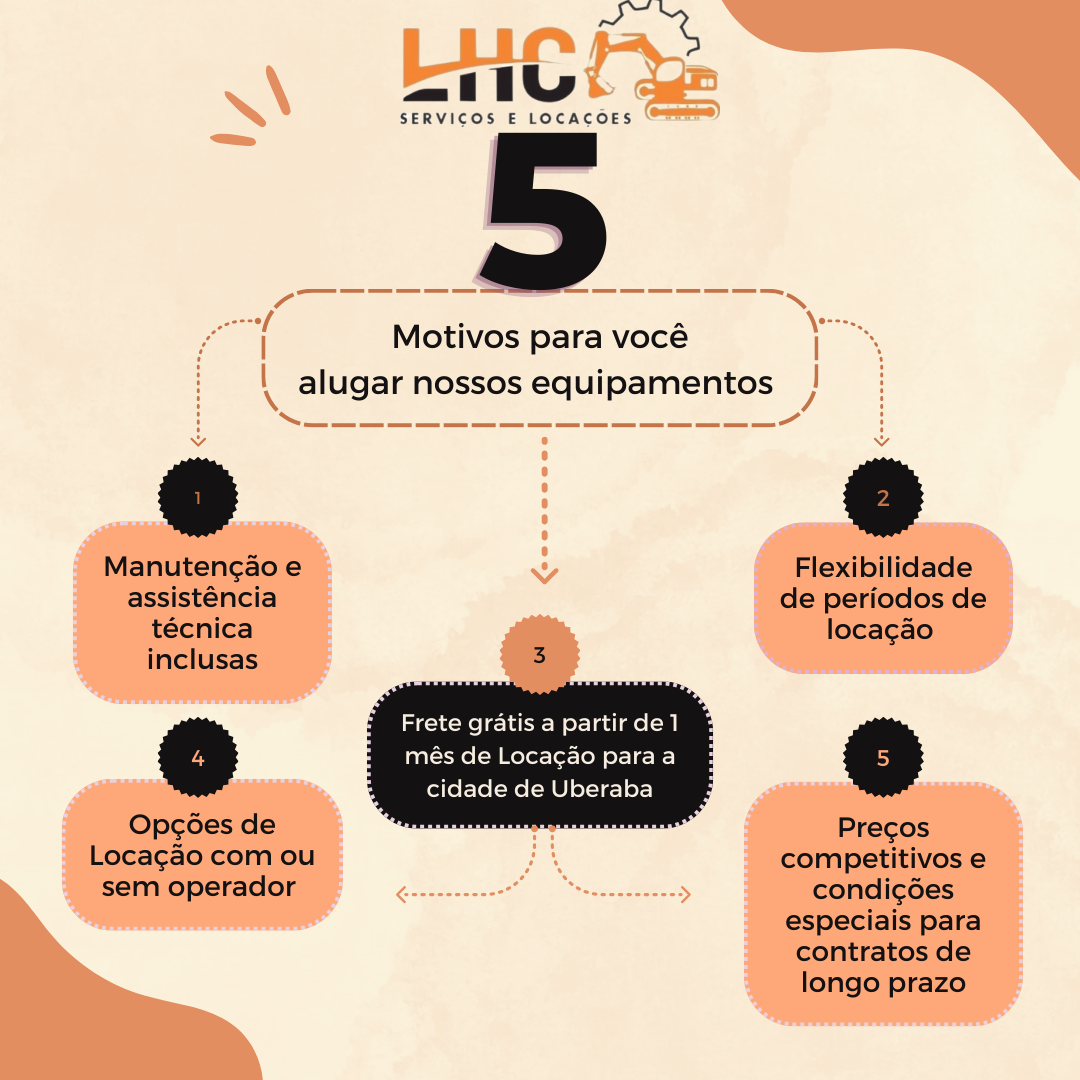 LHC
SERVIÇOS E LOCAÇÕES
5
Motivos para você
alugar nossos equipamentos
1
Manutenção e
assistência
técnica
inclusas
2
Flexibilidade
de períodos de
locação
3
Frete grátis a partir de 1
mês de Locação para a
cidade de Uberaba
4
Opções de
Locação com ou
sem operador
5
Preços
competitivos e
condições
especiais para
contratos de
longo prazo